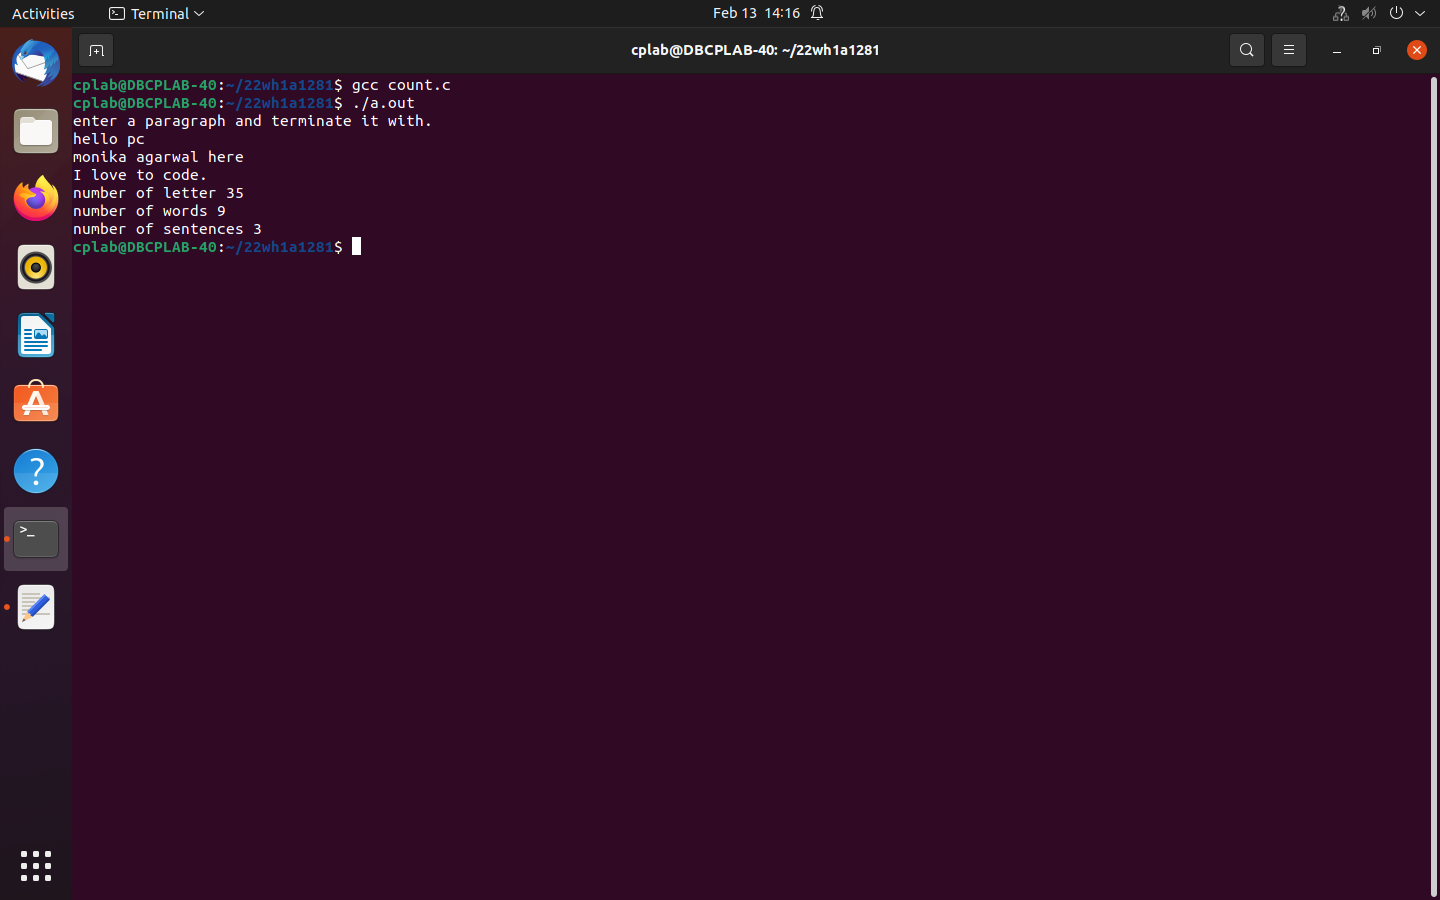 Activities
Terminal
Feb 13 14:16
cplab@DBCPLAB-40: ~/22wh1a1281
cplab@DBCPLAB-40:~/22wh1a1281$ gcc count.c
cplab@DBCPLAB-40:~/22wh1a1281$ ./a.out
enter a paragraph and terminate it with.
hello pc
monika agarwal here
I love to code.
number of letter 35
number of words 9
number of sentences 3
cplab@DBCPLAB-40:~/22wh1a1281$